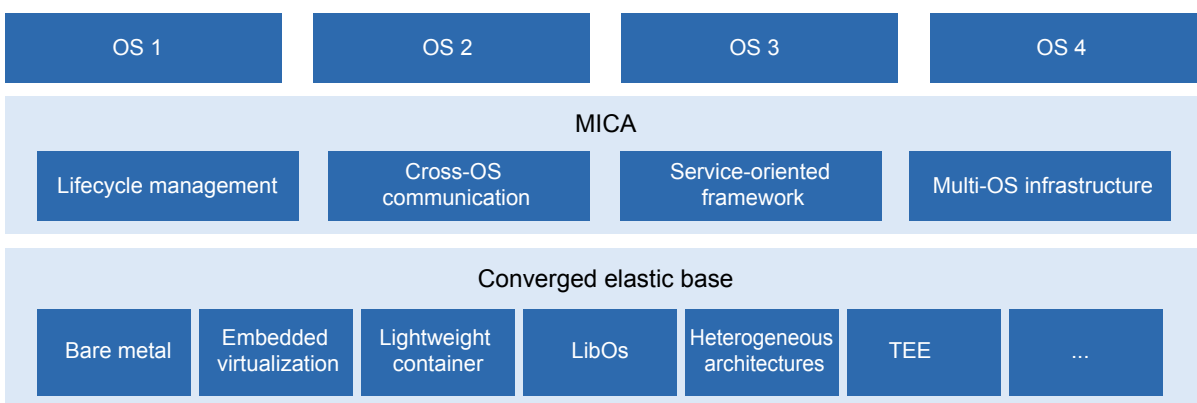 OS 1
OS 2
OS 3
OS 4
MICA
Lifecycle management
Cross-OS
communication
Service-oriented
framework
Multi-OS infrastructure
Converged elastic base
Bare metal
Embedded
virtualization
Lightweight
container
LibOs
Heterogeneous
architectures
TEE
...